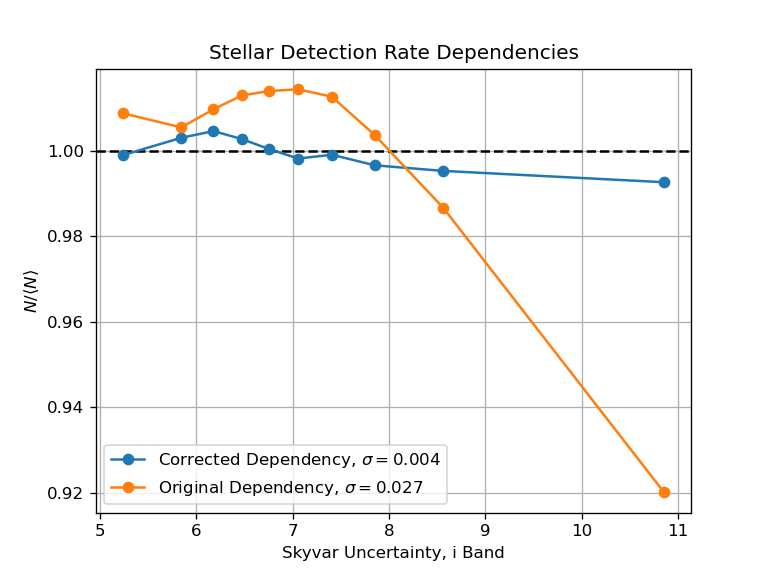 Stellar Detection Rate Dependencies
1.00
0.98
0.96
0.94
0.92
N/⟨N⟩
Corrected Dependency, σ = 0.004
Original Dependency, σ = 0.027
5 6 7 8 9 10 11
Skyvar Uncertainty, i Band